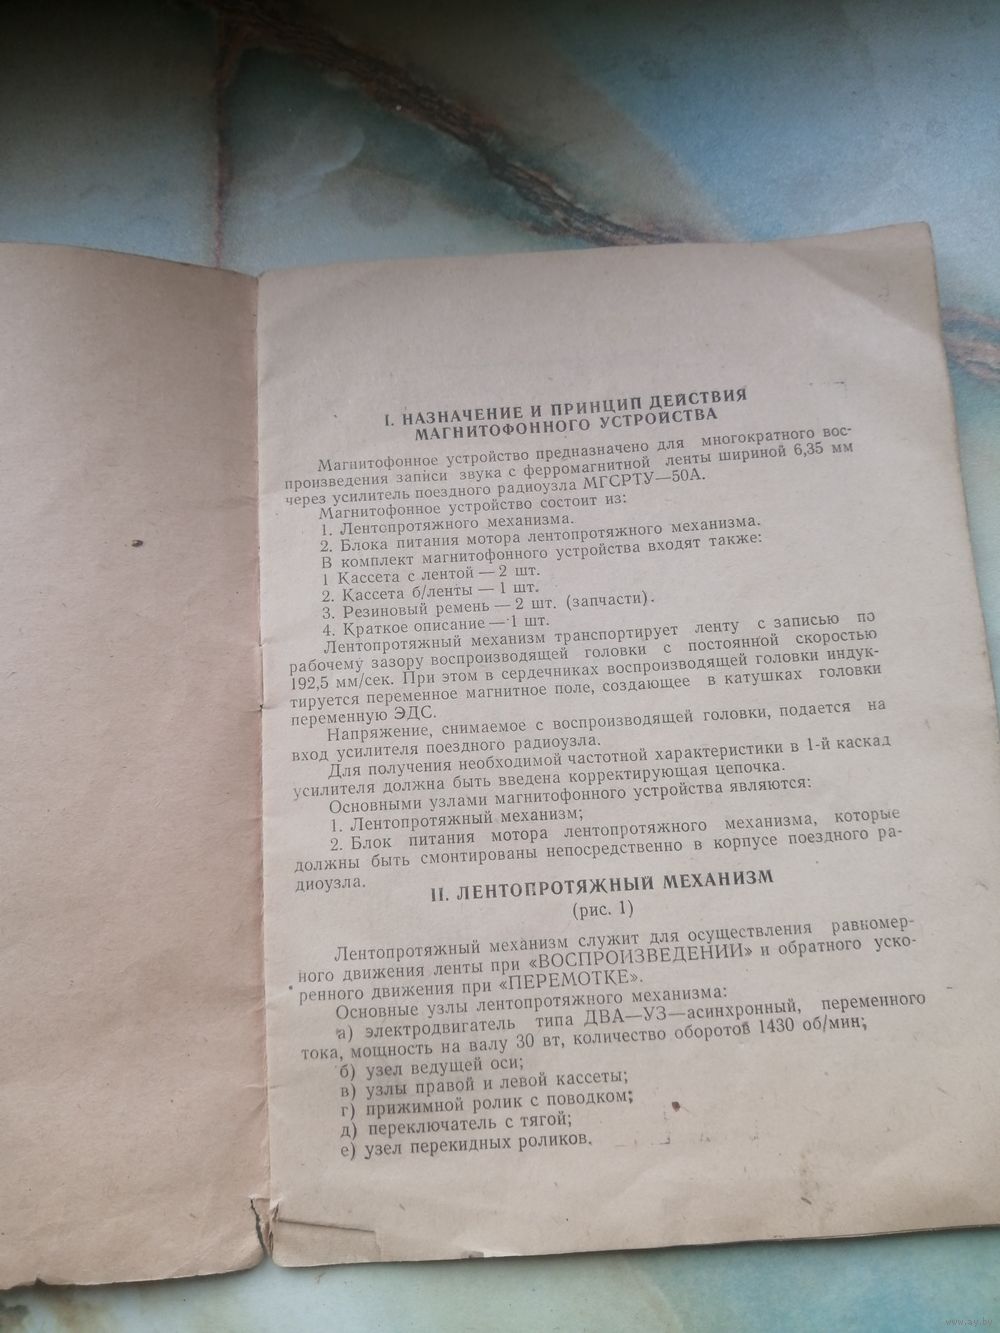 I. НАЗНАЧЕНИЕ И ПРИНЦИП ДЕЙСТВИЯ
МАГНИТОФОННОГО УСТРОЙСТВА
Магнитофонное устройство предназначено для многократного вос-
произведения записи звука с ферромагнитной ленты шириной 6,35 мм
через усилитель поездного радиоузла МГСРТУ—50А.
Магнитофонное устройство состоит из:
1. Лентопротяжного механизма.
2. Блока питания мотора лентопротяжного механизма.
В комплект магнитофонного устройства входят также:
1 Кассета с лентой — 2 шт.
2. Кассета б/ленты — 1 шт.
3. Резиновый ремень — 2 шт. (запчасти).
4. Краткое описание — 1 шт.
Лентопротяжный механизм транспортирует ленту с записью по
рабочему зазору воспроизводящей головки с постоянной скоростью
192,5 мм/сек. При этом в сердечниках воспроизводящей головки индук-
тируется переменное магнитное поле, создающее в катушках головки
переменную ЭДС.
Напряжение, снимаемое с воспроизводящей головки, подается на
вход усилителя поездного радиоузла.
Для получения необходимой частотной характеристики в 1-й каскад
усилителя должна быть введена корректирующая цепочка.
Основными узлами магнитофонного устройства являются:
1. Лентопротяжный механизм;
2. Блок питания мотора лентопротяжного механизма, которые
должны быть смонтированы непосредственно в корпусе поездного ра-
диоузла.
II. ЛЕНТОПРОТЯЖНЫЙ МЕХАНИЗМ
(рис. 1)
Лентопротяжный механизм служит для осуществления равномер-
ного движения ленты при «ВОСПРОИЗВЕДЕНИИ» и обратного уско-
ренного движения при «ПЕРЕМОТКЕ».
Основные узлы лентопротяжного механизма:
а) электродвигатель типа ДВА—УЗ—асинхронный, переменного
тока, мощность на валу 30 вт, количество оборотов 1430 об/мин;
б) узел ведущей оси;
в) узлы правой и левой кассеты;
г) прижимной ролик с поводком;
д) переключатель с тягой;
е) узел перекидных роликов.
www.ay.by